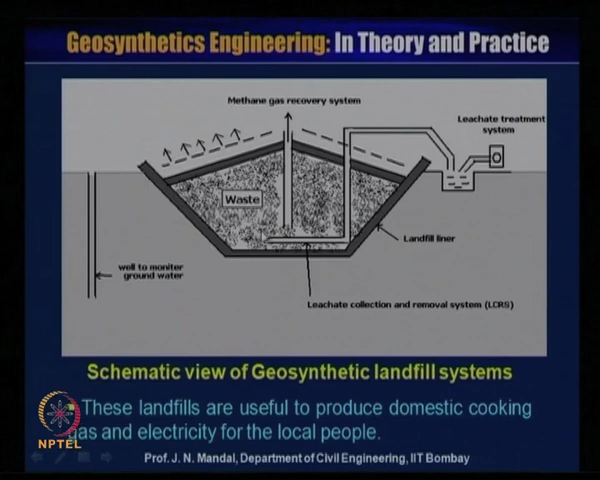 Geosynthetics Engineering: In Theory and Practice
Methane gas recovery system
Leachate treatment
system
Waste
Landfill liner
well to moniter
ground water
Leachate collection and removal system (LCRS)
Schematic view of Geosynthetic landfill systems
These landfills are useful to produce domestic cooking
gas and electricity for the local people.
NPTEL
Prof. J. N. Mandal, Department of Civil Engineering, IIT Bombay